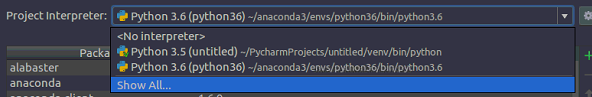 Project Interpreter: Python 3.6 (python36) ~/anaconda3/envs/python36/bin/python3.6
<No interpreter>
Python 3.5 (untitled) ~/PycharmProjects/untitled/venv/bin/python
Packa
Python 3.6 (python36) ~/anaconda3/envs/python36/bin/python3.6
alabaster
anaconda
Show All...